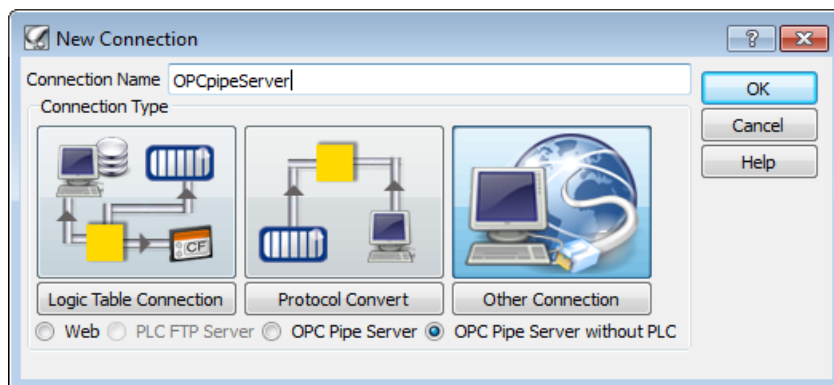 New Connection
?
Connection Name OPCpipeServer
OK
Connection Type
Cancel
Help
CF
Logic Table Connection Protocol Convert Other Connection
Web PLC FTP Server OPC Pipe Server OPC Pipe Server without PLC